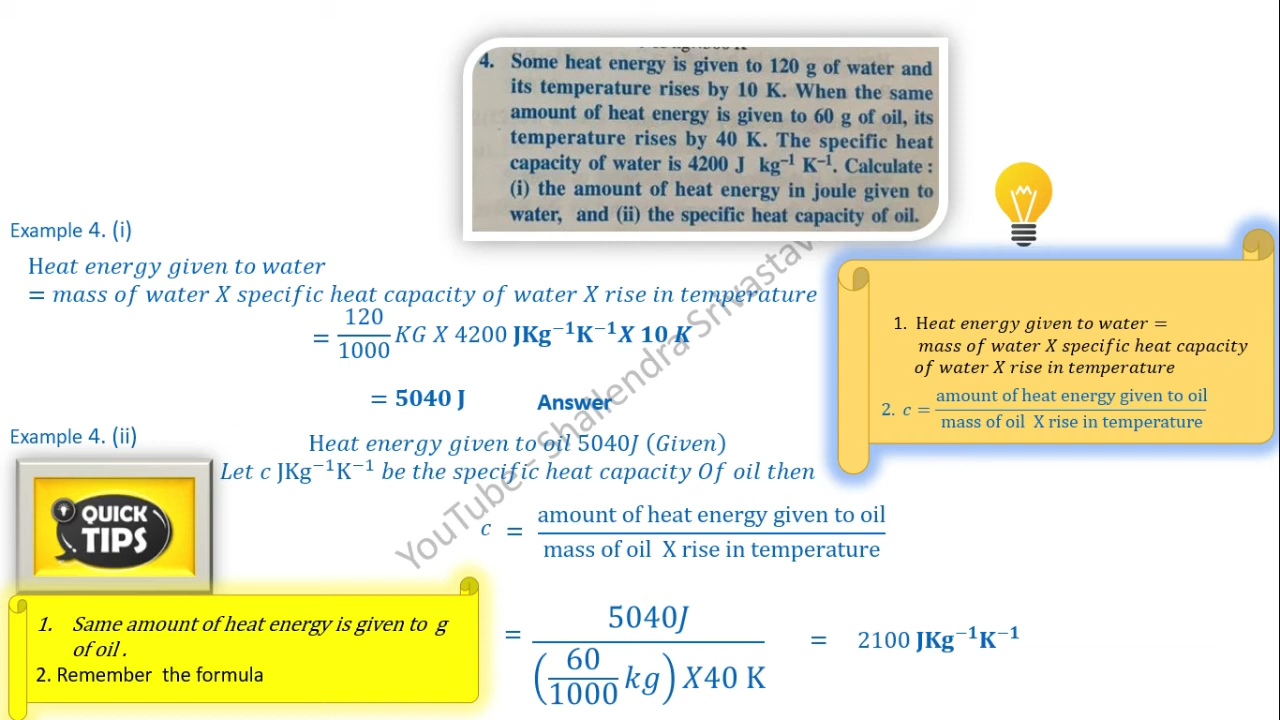 4. Some heat energy is given to 120 g of water and
its temperature rises by 10 K. When the same
amount of heat energy is given to 60 g of oil, its
temperature rises by 40 K. The specific heat
capacity of water is 4200 J kg⁻¹ K⁻¹. Calculate :
(i) the amount of heat energy in joule given to
water, and (ii) the specific heat capacity of oil.
Example 4. (i)
Heat energy given to water
= mass of water X specific heat capacity of water X rise in temperature
= 120/1000 KG X 4200 JKg⁻¹K⁻¹X 10 K
= 5040 J Answer
1. Heat energy given to water =
mass of water X specific heat capacity
of water X rise in temperature
2. c = amount of heat energy given to oil / mass of oil X rise in temperature
Example 4. (ii)
Heat energy given to oil 5040J (Given)
Let c JKg⁻¹K⁻¹ be the specific heat capacity Of oil then
c = amount of heat energy given to oil / mass of oil X rise in temperature
= 5040J / (60/1000 kg) X40 K = 2100 JKg⁻¹K⁻¹
QUICK
TIPS
1. Same amount of heat energy is given to g
of oil .
2. Remember the formula
YouTube - Shailendra Srivastav